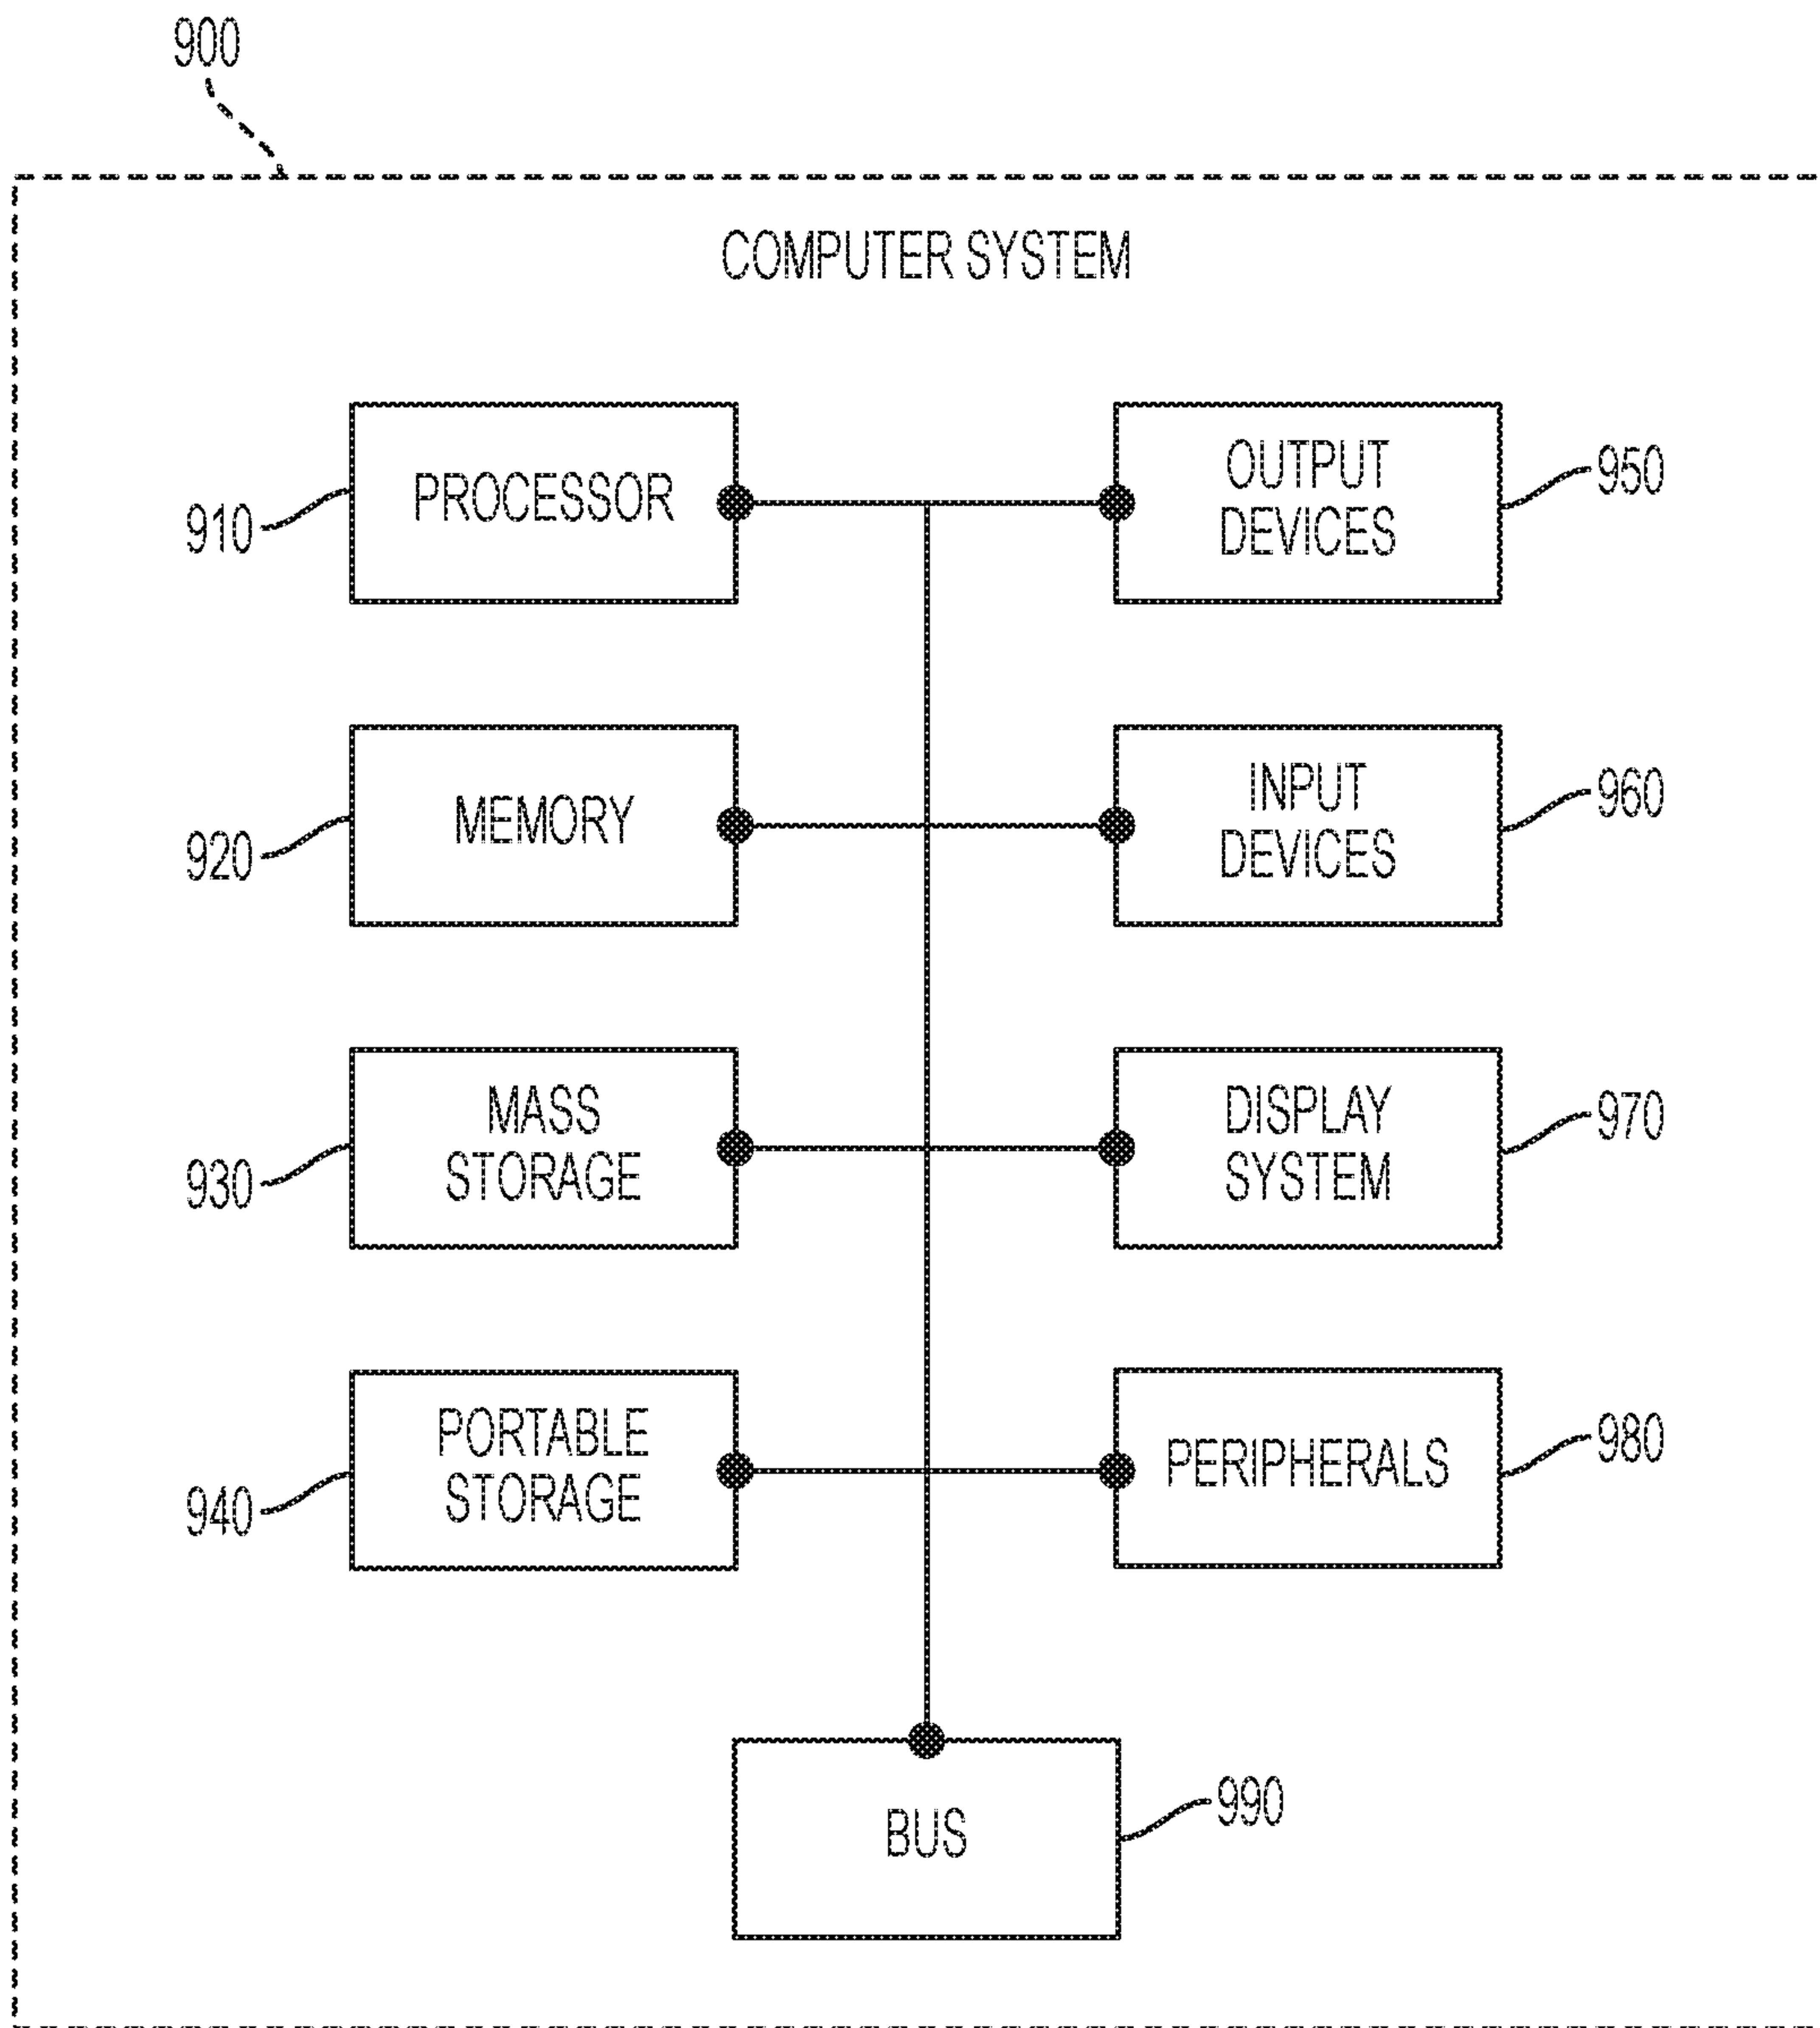 900
COMPUTER SYSTEM
PROCESSOR
910
OUTPUT
DEVICES
950
MEMORY
920
INPUT
DEVICES
960
MASS
STORAGE
930
DISPLAY
SYSTEM
970
PORTABLE
STORAGE
940
PERIPHERALS
980
BUS
990